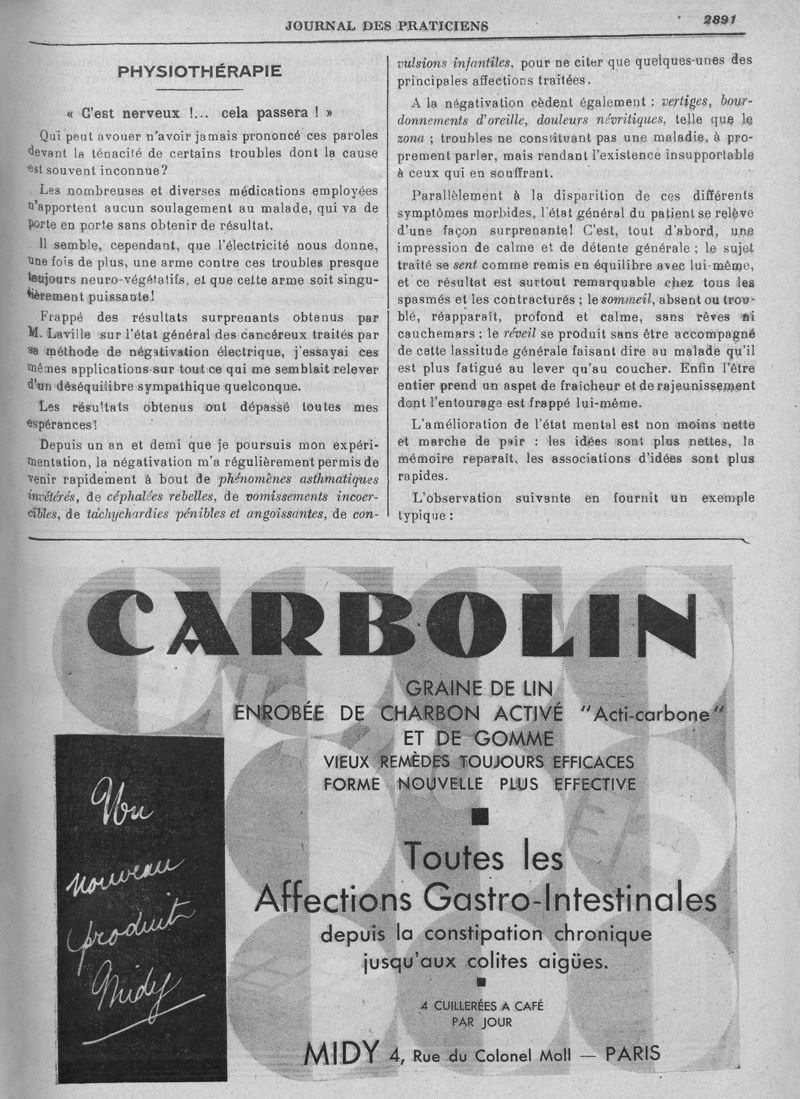 JOURNAL DES PRATICIENS
2891
PHYSIOTHÉRAPIE
« C'est nerveux !... cela passera ! »
Qui peut avouer n'avoir jamais prononcé ces paroles
devant la ténacité de certains troubles dont la cause
est souvent inconnue?
Les nombreuses et diverses médications employées
n'apportent aucun soulagement au malade, qui va de
porte en porte sans obtenir de résultat.
Il semble, cependant, que l'électricité nous donne,
une fois de plus, une arme contre ces troubles presque
toujours neuro-végétatifs, et que cette arme soit singu-
lièrement puissante!
Frappé des résultats surprenants obtenus par
M. Laville sur l'état général des cancéreux traités par
sa méthode de négativation électrique, j'essayai ces
mêmes applications sur tout ce qui me semblait relever
d'un déséquilibre sympathique quelconque.
Les résultats obtenus ont dépassé toutes mes
espérances!
Depuis un an et demi que je poursuis mon expéri-
mentation, la négativation m'a régulièrement permis de
venir rapidement à bout de phénomènes asthmatiques
invétérés, de céphalées rebelles, de vomissements incoer-
cibles, de tachychardies pénibles et angoissantes, de con-
vulsions infantiles, pour ne citer que quelques-unes des
principales affections traitées.
A la négativation cèdent également : vertiges, bour-
donnements d'oreille, douleurs névritiques, telle que le
zona ; troubles ne constituant pas une maladie, à pro-
prement parler, mais rendant l'existence insupportable
à ceux qui en souffrent.
Parallèlement à la disparition de ces différents
symptômes morbides, l'état général du patient se relève
d'une façon surprenante! C'est, tout d'abord, une
impression de calme et de détente générale ; le sujet
traité se sent comme remis en équilibre avec lui-même,
et ce résultat est surtout remarquable chez tous les
spasmés et les contracturés ; le sommeil, absent ou trou-
blé, réapparaît, profond et calme, sans rêves ni
cauchemars ; le réveil se produit sans être accompagné
de cette lassitude générale faisant dire au malade qu'il
est plus fatigué au lever qu'au coucher. Enfin l'être
entier prend un aspet de fraicheur et de rajeunissement
dont l'entourage est frappé lui-même.
L'amélioration de l'état mental est non moins nette
et marche de pair : les idées sont plus nettes, la
mémoire reparaît, les associations d'idées sont plus
rapides.
L'observation suivante en fournit un exemple
typique :
CARBOLIN
GRAINE DE LIN
ENROBÉE DE CHARBON ACTIVÉ "Acti-carbone"
ET DE GOMME
VIEUX REMÈDES TOUJOURS EFFICACES
FORME NOUVELLE PLUS EFFECTIVE
Un
nouveau
produit
Midy
Toutes les
Affections Gastro-Intestinales
depuis la constipation chronique
jusqu'aux colites aigües.
4 CUILLERÉES A CAFÉ
PAR JOUR
MIDY 4, Rue du Colonel Moll — PARIS